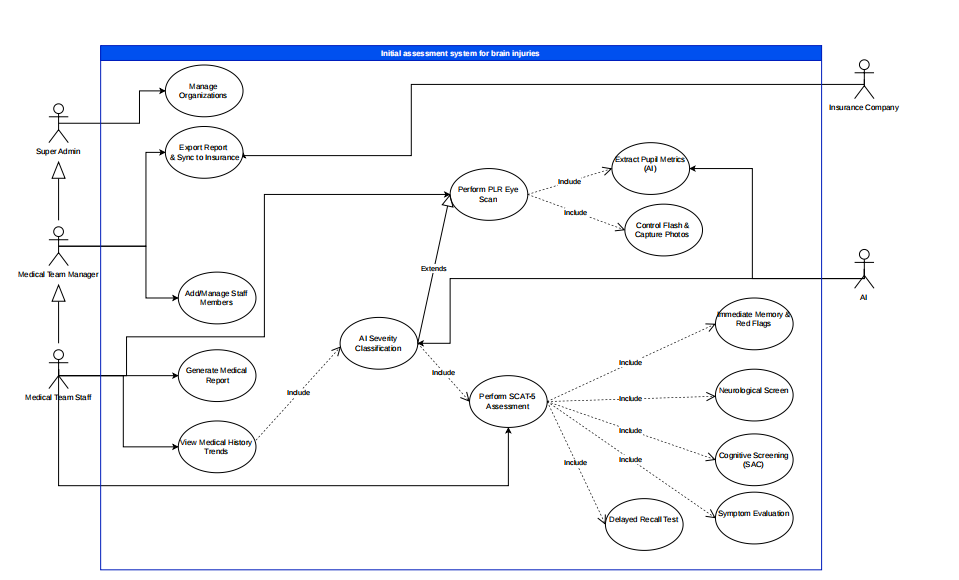 Initial assessment system for brain injuries
Manage
Organizations
Insurance Company
Super Admin
Export Report
& Sync to Insurance
Extract Pupil Metrics
(AI)
Include
Perform PLR Eye
Scan
Include
Control Flash &
Capture Photos
Medical Team Manager
Extends
AI
Add/Manage Staff
Members
Immediate Memory &
Red Flags
AI Severity
Classification
Include
Generate Medical
Report
Include
Include
Medical Team Staff
Perform SCAT-5
Assessment
Include
Neurological Screen
View Medical History
Trends
Include
Cognitive Screening
(SAC)
Include
Include
Symptom Evaluation
Delayed Recall Test